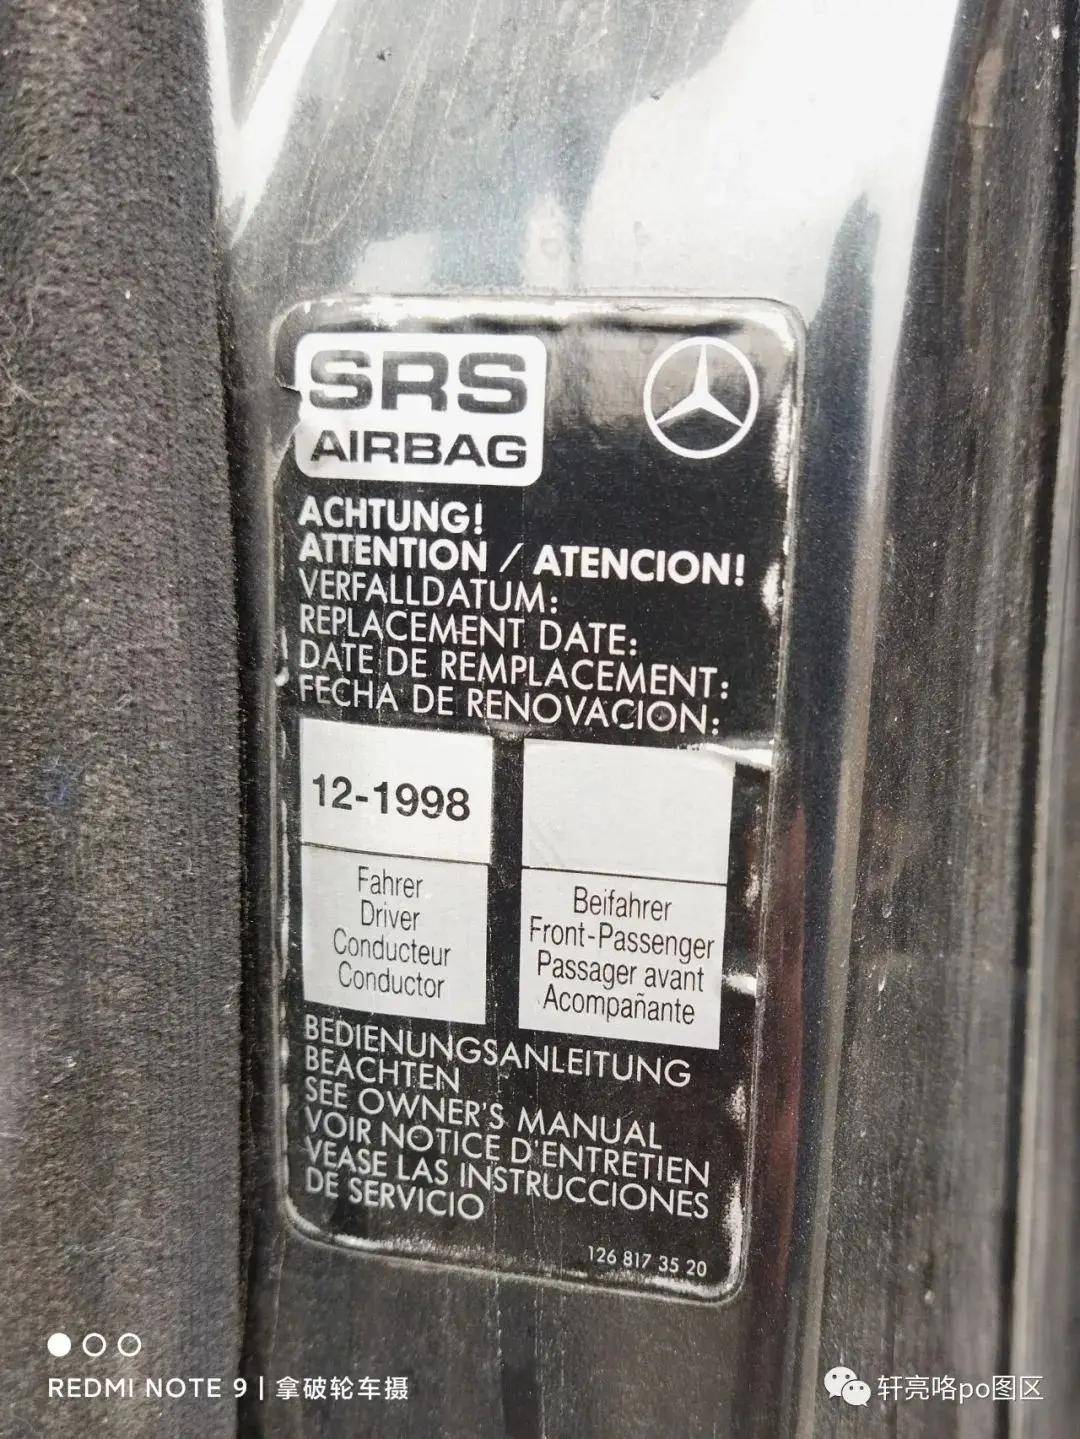 SRS
AIRBAG
ACHTUNG!
ATTENTION / ATENCION!
VERFALLDATUM:
REPLACEMENT DATE:
DATE DE REMPLACEMENT:
FECHA DE RENOVACION:
12-1998
Fahrer
Driver
Conducteur
Conductor
Beifahrer
Front-Passenger
Passager avant
Acompañante
BEDIENUNGSANLEITUNG
BEACHTEN
SEE OWNER'S MANUAL
VOIR NOTICE D'ENTRETIEN
VEASE LAS INSTRUCCIONES
DE SERVICIO
126 817 35 20
REDMI NOTE 9 | 拿破轮车摄
轩亮咯po图区